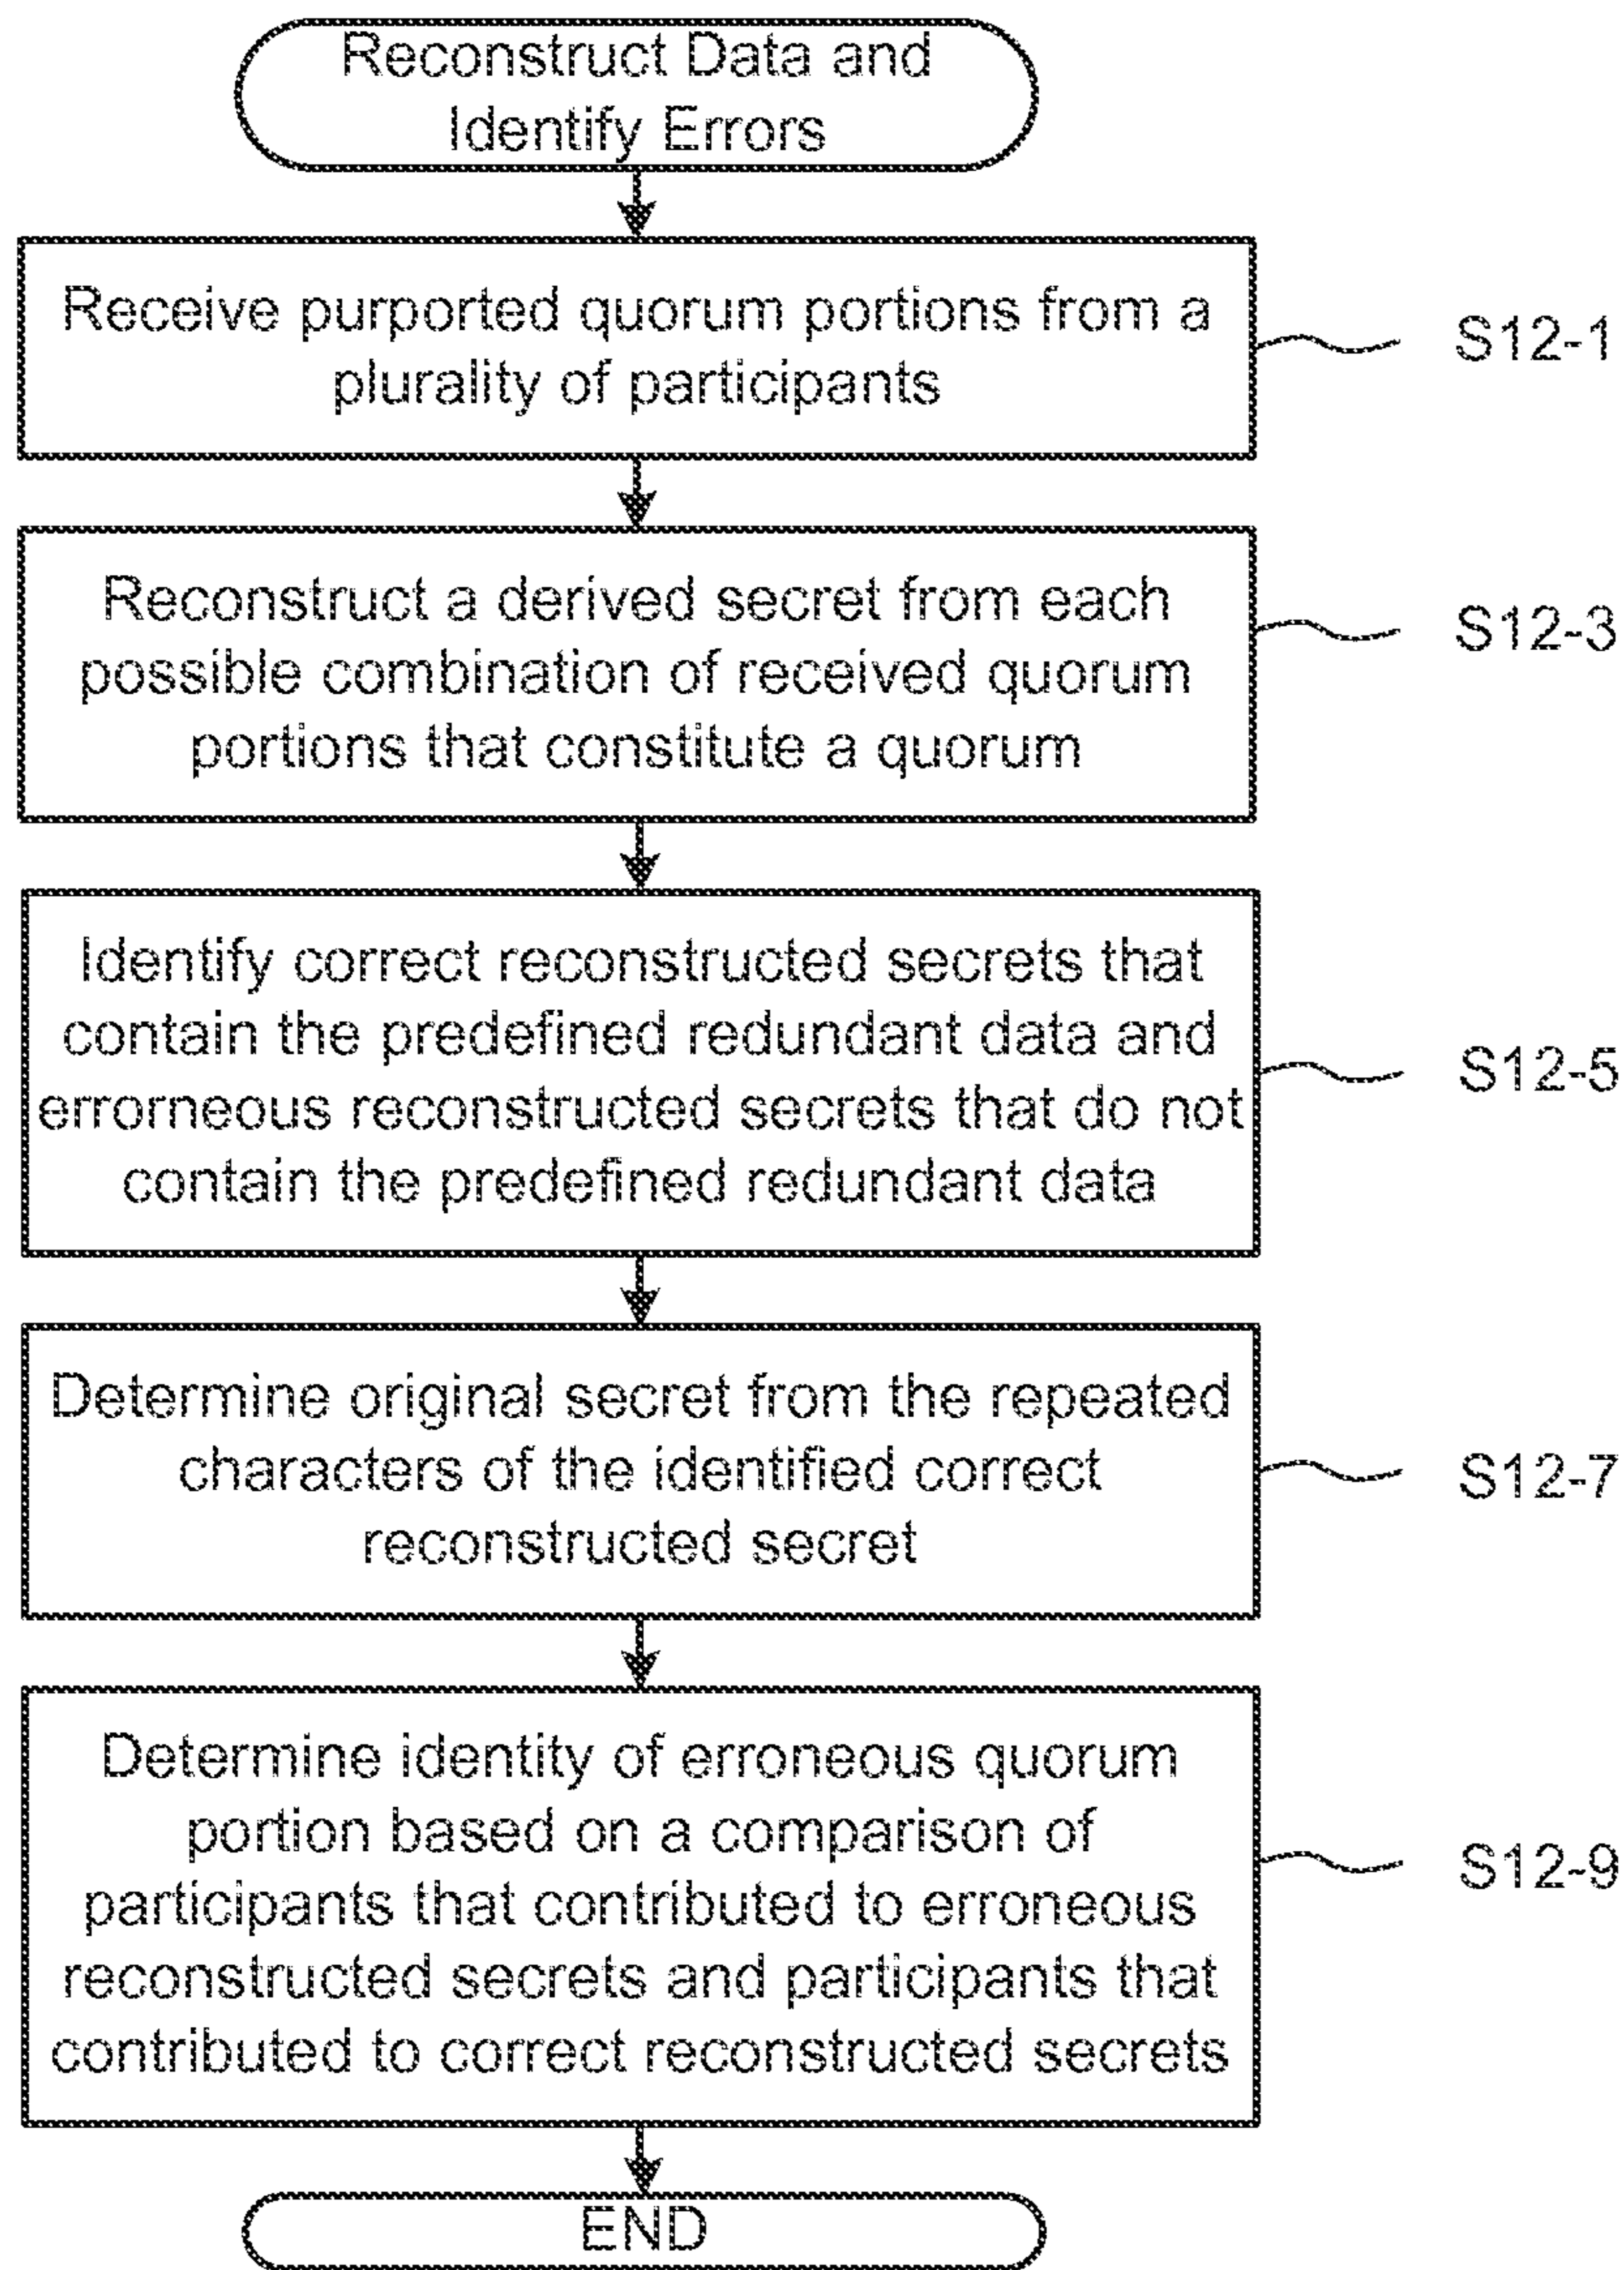 Reconstruct Data and
Identify Errors
Receive purported quorum portions from a
plurality of participants
S12-1
Reconstruct a derived secret from each
possible combination of received quorum
portions that constitute a quorum
S12-3
Identify correct reconstructed secrets that
contain the predefined redundant data and
errorneous reconstructed secrets that do not
contain the predefined redundant data
S12-5
Determine original secret from the repeated
characters of the identified correct
reconstructed secret
S12-7
Determine identity of erroneous quorum
portion based on a comparison of
participants that contributed to erroneous
reconstructed secrets and participants that
contributed to correct reconstructed secrets
S12-9
END